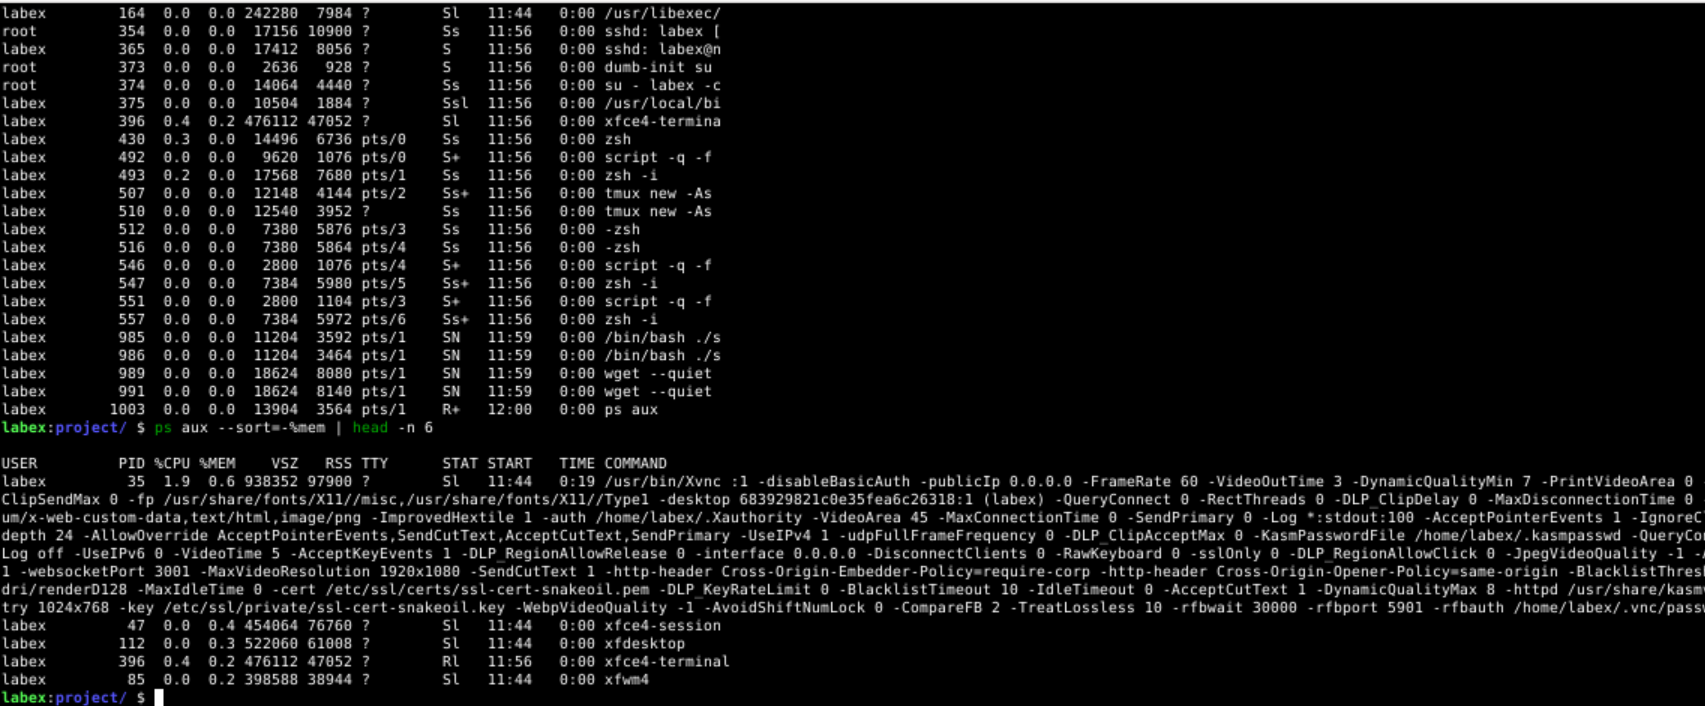 labex        164  0.0  0.0 242280  7984 ?        Sl   11:44   0:00 /usr/libexec/
root         354  0.0  0.0  17156 10900 ?        Ss   11:56   0:00 sshd: labex [
labex        365  0.0  0.0  17412  8056 ?        S    11:56   0:00 sshd: labex@n
root         373  0.0  0.0   2636   928 ?        S    11:56   0:00 dumb-init su
root         374  0.0  0.0  14064  4440 ?        Ss   11:56   0:00 su - labex -c
labex        375  0.0  0.0  10504  1884 ?        Ssl  11:56   0:00 /usr/local/bi
labex        396  0.4  0.2 476112 47052 ?        Sl   11:56   0:00 xfce4-termina
labex        430  0.3  0.0  14496  6736 pts/0    Ss   11:56   0:00 zsh
labex        492  0.0  0.0   9620  1076 pts/0    S+   11:56   0:00 script -q -f
labex        493  0.2  0.0  17568  7680 pts/1    Ss   11:56   0:00 zsh -i
labex        507  0.0  0.0  12148  4144 pts/2    Ss+  11:56   0:00 tmux new -As
labex        510  0.0  0.0  12540  3952 ?        Ss   11:56   0:00 tmux new -As
labex        512  0.0  0.0   7380  5876 pts/3    Ss   11:56   0:00 -zsh
labex        516  0.0  0.0   7380  5864 pts/4    Ss   11:56   0:00 -zsh
labex        546  0.0  0.0   2800  1076 pts/4    S+   11:56   0:00 script -q -f
labex        547  0.0  0.0   7384  5980 pts/5    Ss+  11:56   0:00 zsh -i
labex        551  0.0  0.0   2800  1104 pts/3    S+   11:56   0:00 script -q -f
labex        557  0.0  0.0   7384  5972 pts/6    Ss+  11:56   0:00 zsh -i
labex        985  0.0  0.0  11204  3592 pts/1    SN   11:59   0:00 /bin/bash ./s
labex        986  0.0  0.0  11204  3464 pts/1    SN   11:59   0:00 /bin/bash ./s
labex        989  0.0  0.0  18624  8080 pts/1    SN   11:59   0:00 wget --quiet
labex        991  0.0  0.0  18624  8140 pts/1    SN   11:59   0:00 wget --quiet
labex       1003  0.0  0.0  13904  3564 pts/1    R+   12:00   0:00 ps aux
labex:project/ $ ps aux --sort=-%mem | head -n 6
USER         PID %CPU %MEM    VSZ   RSS TTY      STAT START   TIME COMMAND
labex         35  1.9  0.6 938352 97900 ?        Sl   11:44   0:19 /usr/bin/Xvnc :1 -disableBasicAuth -publicIp 0.0.0.0 -FrameRate 60 -VideoOutTime 3 -DynamicQualityMin 7 -PrintVideoArea 0 -
ClipSendMax 0 -fp /usr/share/fonts/X11//misc,/usr/share/fonts/X11//Type1 -desktop 683929821c0e35fea6c26318:1 (labex) -QueryConnect 0 -RectThreads 0 -DLP_ClipDelay 0 -MaxDisconnectionTime 0
um/x-web-custom-data,text/html,image/png -ImprovedHextile 1 -auth /home/labex/.Xauthority -VideoArea 45 -MaxConnectionTime 0 -SendPrimary 0 -Log *:stdout:100 -AcceptPointerEvents 1 -IgnoreCl
depth 24 -AllowOverride AcceptPointerEvents,SendCutText,AcceptCutText,SendPrimary -UseIPv4 1 -udpFullFrameFrequency 0 -DLP_ClipAcceptMax 0 -KasmPasswordFile /home/labex/.kasmpasswd -QueryCon
Log off -UseIPv6 0 -VideoTime 5 -AcceptKeyEvents 1 -DLP_RegionAllowRelease 0 -interface 0.0.0.0 -DisconnectClients 0 -RawKeyboard 0 -sslOnly 0 -DLP_RegionAllowClick 0 -JpegVideoQuality -1 -A
1 -websocketPort 3001 -MaxVideoResolution 1920x1080 -SendCutText 1 -http-header Cross-Origin-Embedder-Policy=require-corp -http-header Cross-Origin-Opener-Policy=same-origin -BlacklistThres
dri/renderD128 -MaxIdleTime 0 -cert /etc/ssl/certs/ssl-cert-snakeoil.pem -DLP_KeyRateLimit 0 -BlacklistTimeout 10 -IdleTimeout 0 -AcceptCutText 1 -DynamicQualityMax 8 -httpd /usr/share/kasm
try 1024x768 -key /etc/ssl/private/ssl-cert-snakeoil.key -WebpVideoQuality -1 -AvoidShiftNumLock 0 -CompareFB 2 -TreatLossless 10 -rfbwait 30000 -rfbport 5901 -rfbauth /home/labex/.vnc/pass
labex         47  0.0  0.4 454064 76760 ?        Sl   11:44   0:00 xfce4-session
labex        112  0.0  0.3 522060 61008 ?        Sl   11:44   0:00 xfdesktop
labex        396  0.4  0.2 476112 47052 ?        Rl   11:56   0:00 xfce4-terminal
labex         85  0.0  0.2 398588 38944 ?        Sl   11:44   0:00 xfwm4
labex:project/ $